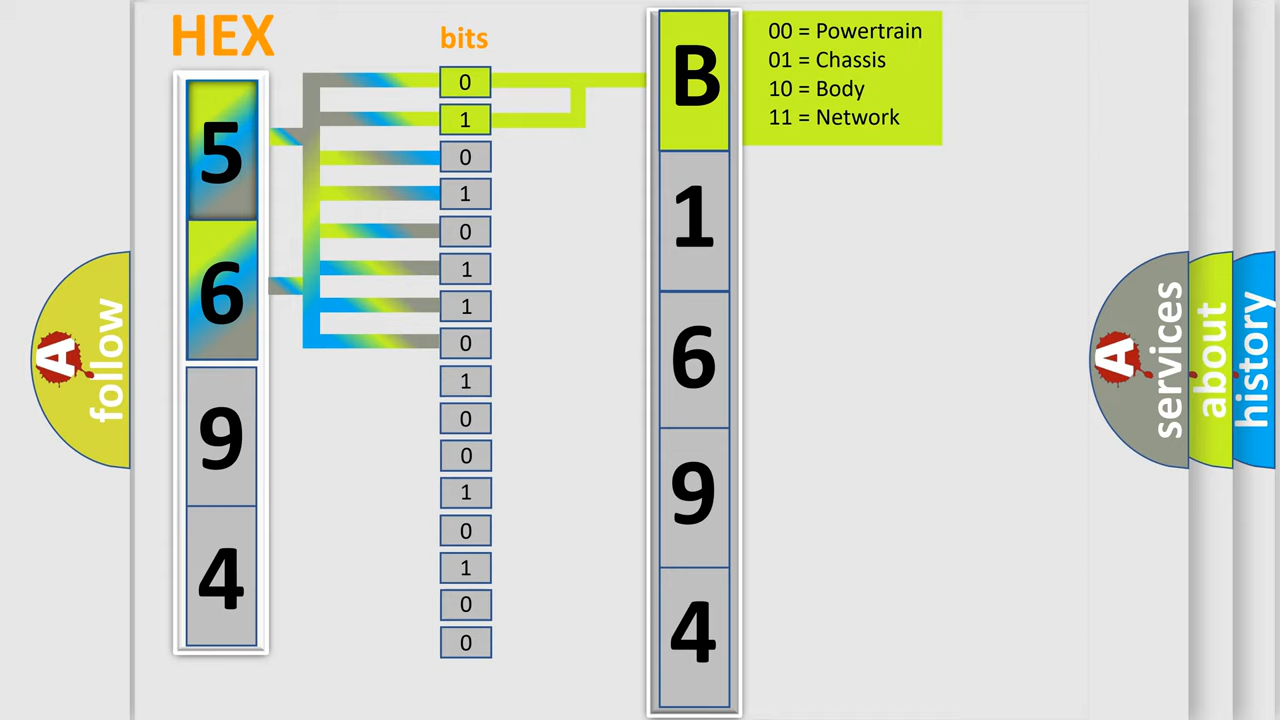 HEX
5
6
9
4
bits
0
1
0
1
0
1
1
0
1
0
0
1
0
1
0
0
B
1
6
9
4
00 = Powertrain
01 = Chassis
10 = Body
11 = Network
A
follow
A
services
about
history